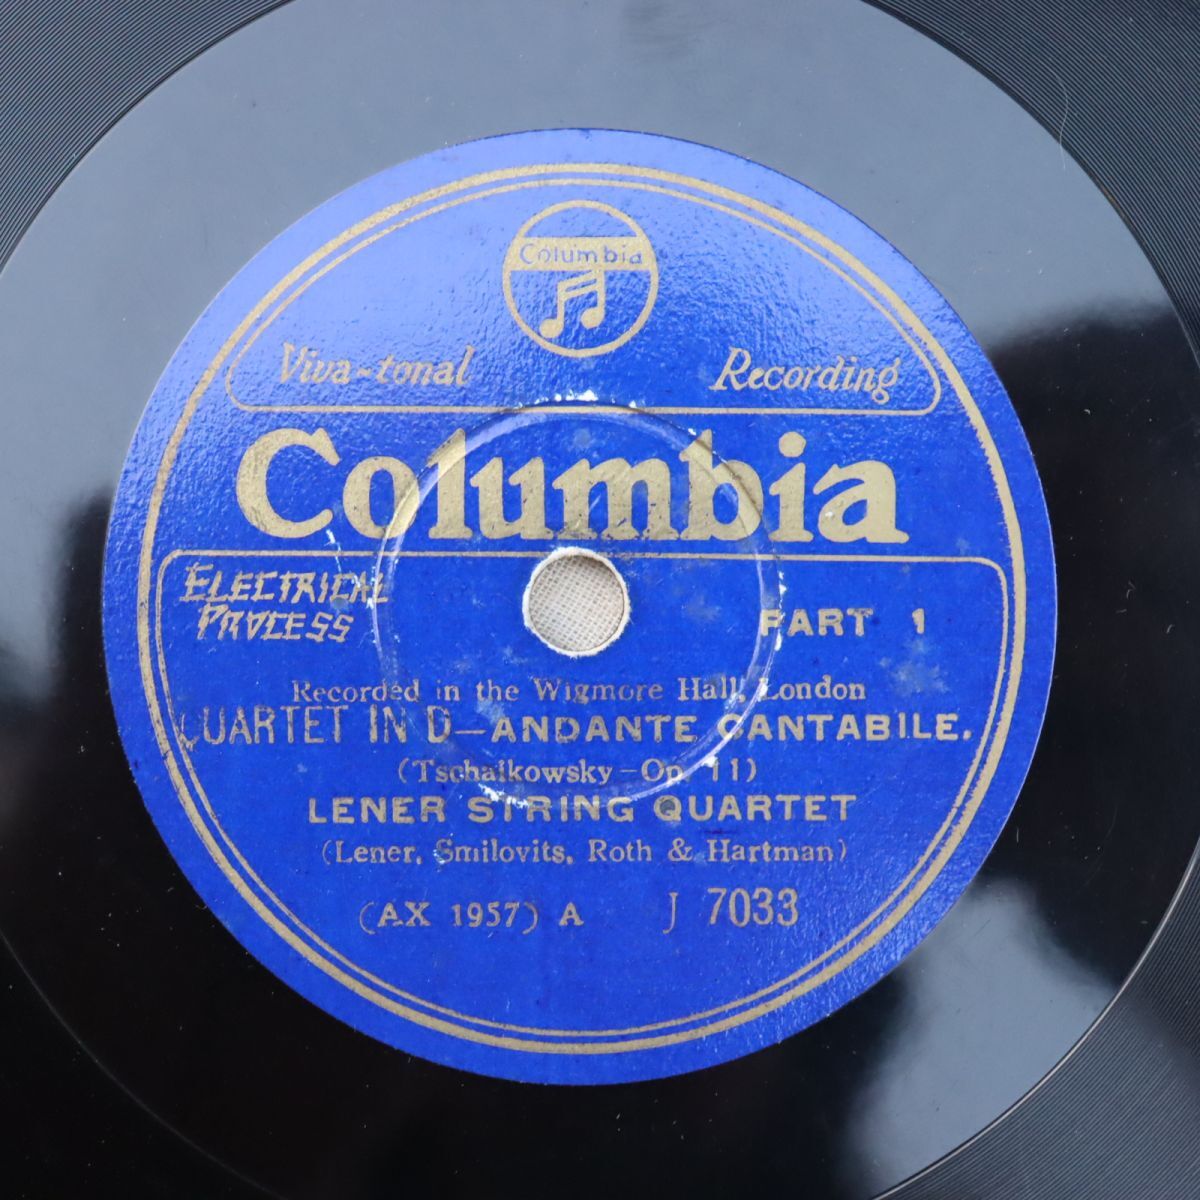 Columbia
Viva-tonal Recording
Columbia
ELECTRICAL
PROCESS
PART 1
Recorded in the Wigmore Hall, London
QUARTET IN D—ANDANTE CANTABILE.
(Tschaikowsky—Op. 11)
LENER STRING QUARTET
(Lener, Smilovits, Roth & Hartman)
(AX 1957) A J 7033